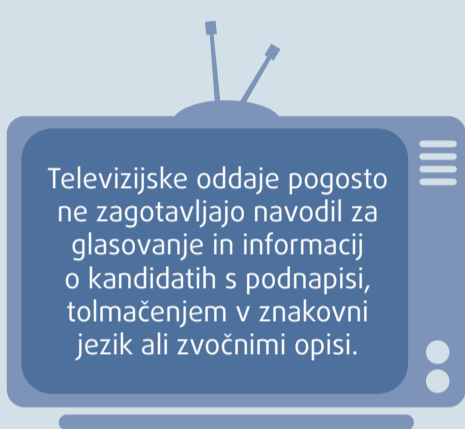 Televizijske oddaje pogosto
ne zagotavljajo navodil za
glasovanje in informacij
o kandidatih s podnapisi,
tolmačenjem v znakovni
jezik ali zvočnimi opisi.